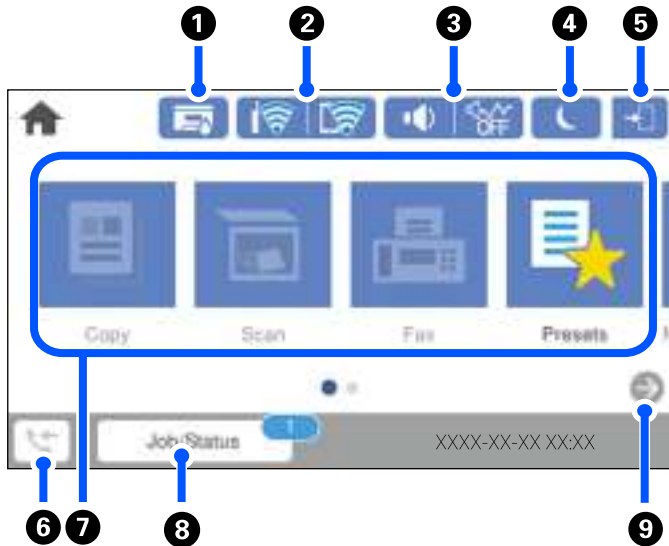 1 2 3 4 5
OFF
Copy Scan Fax Presets
1
Job/Status XXXX-XX-XX XX:XX
6 7 8 9